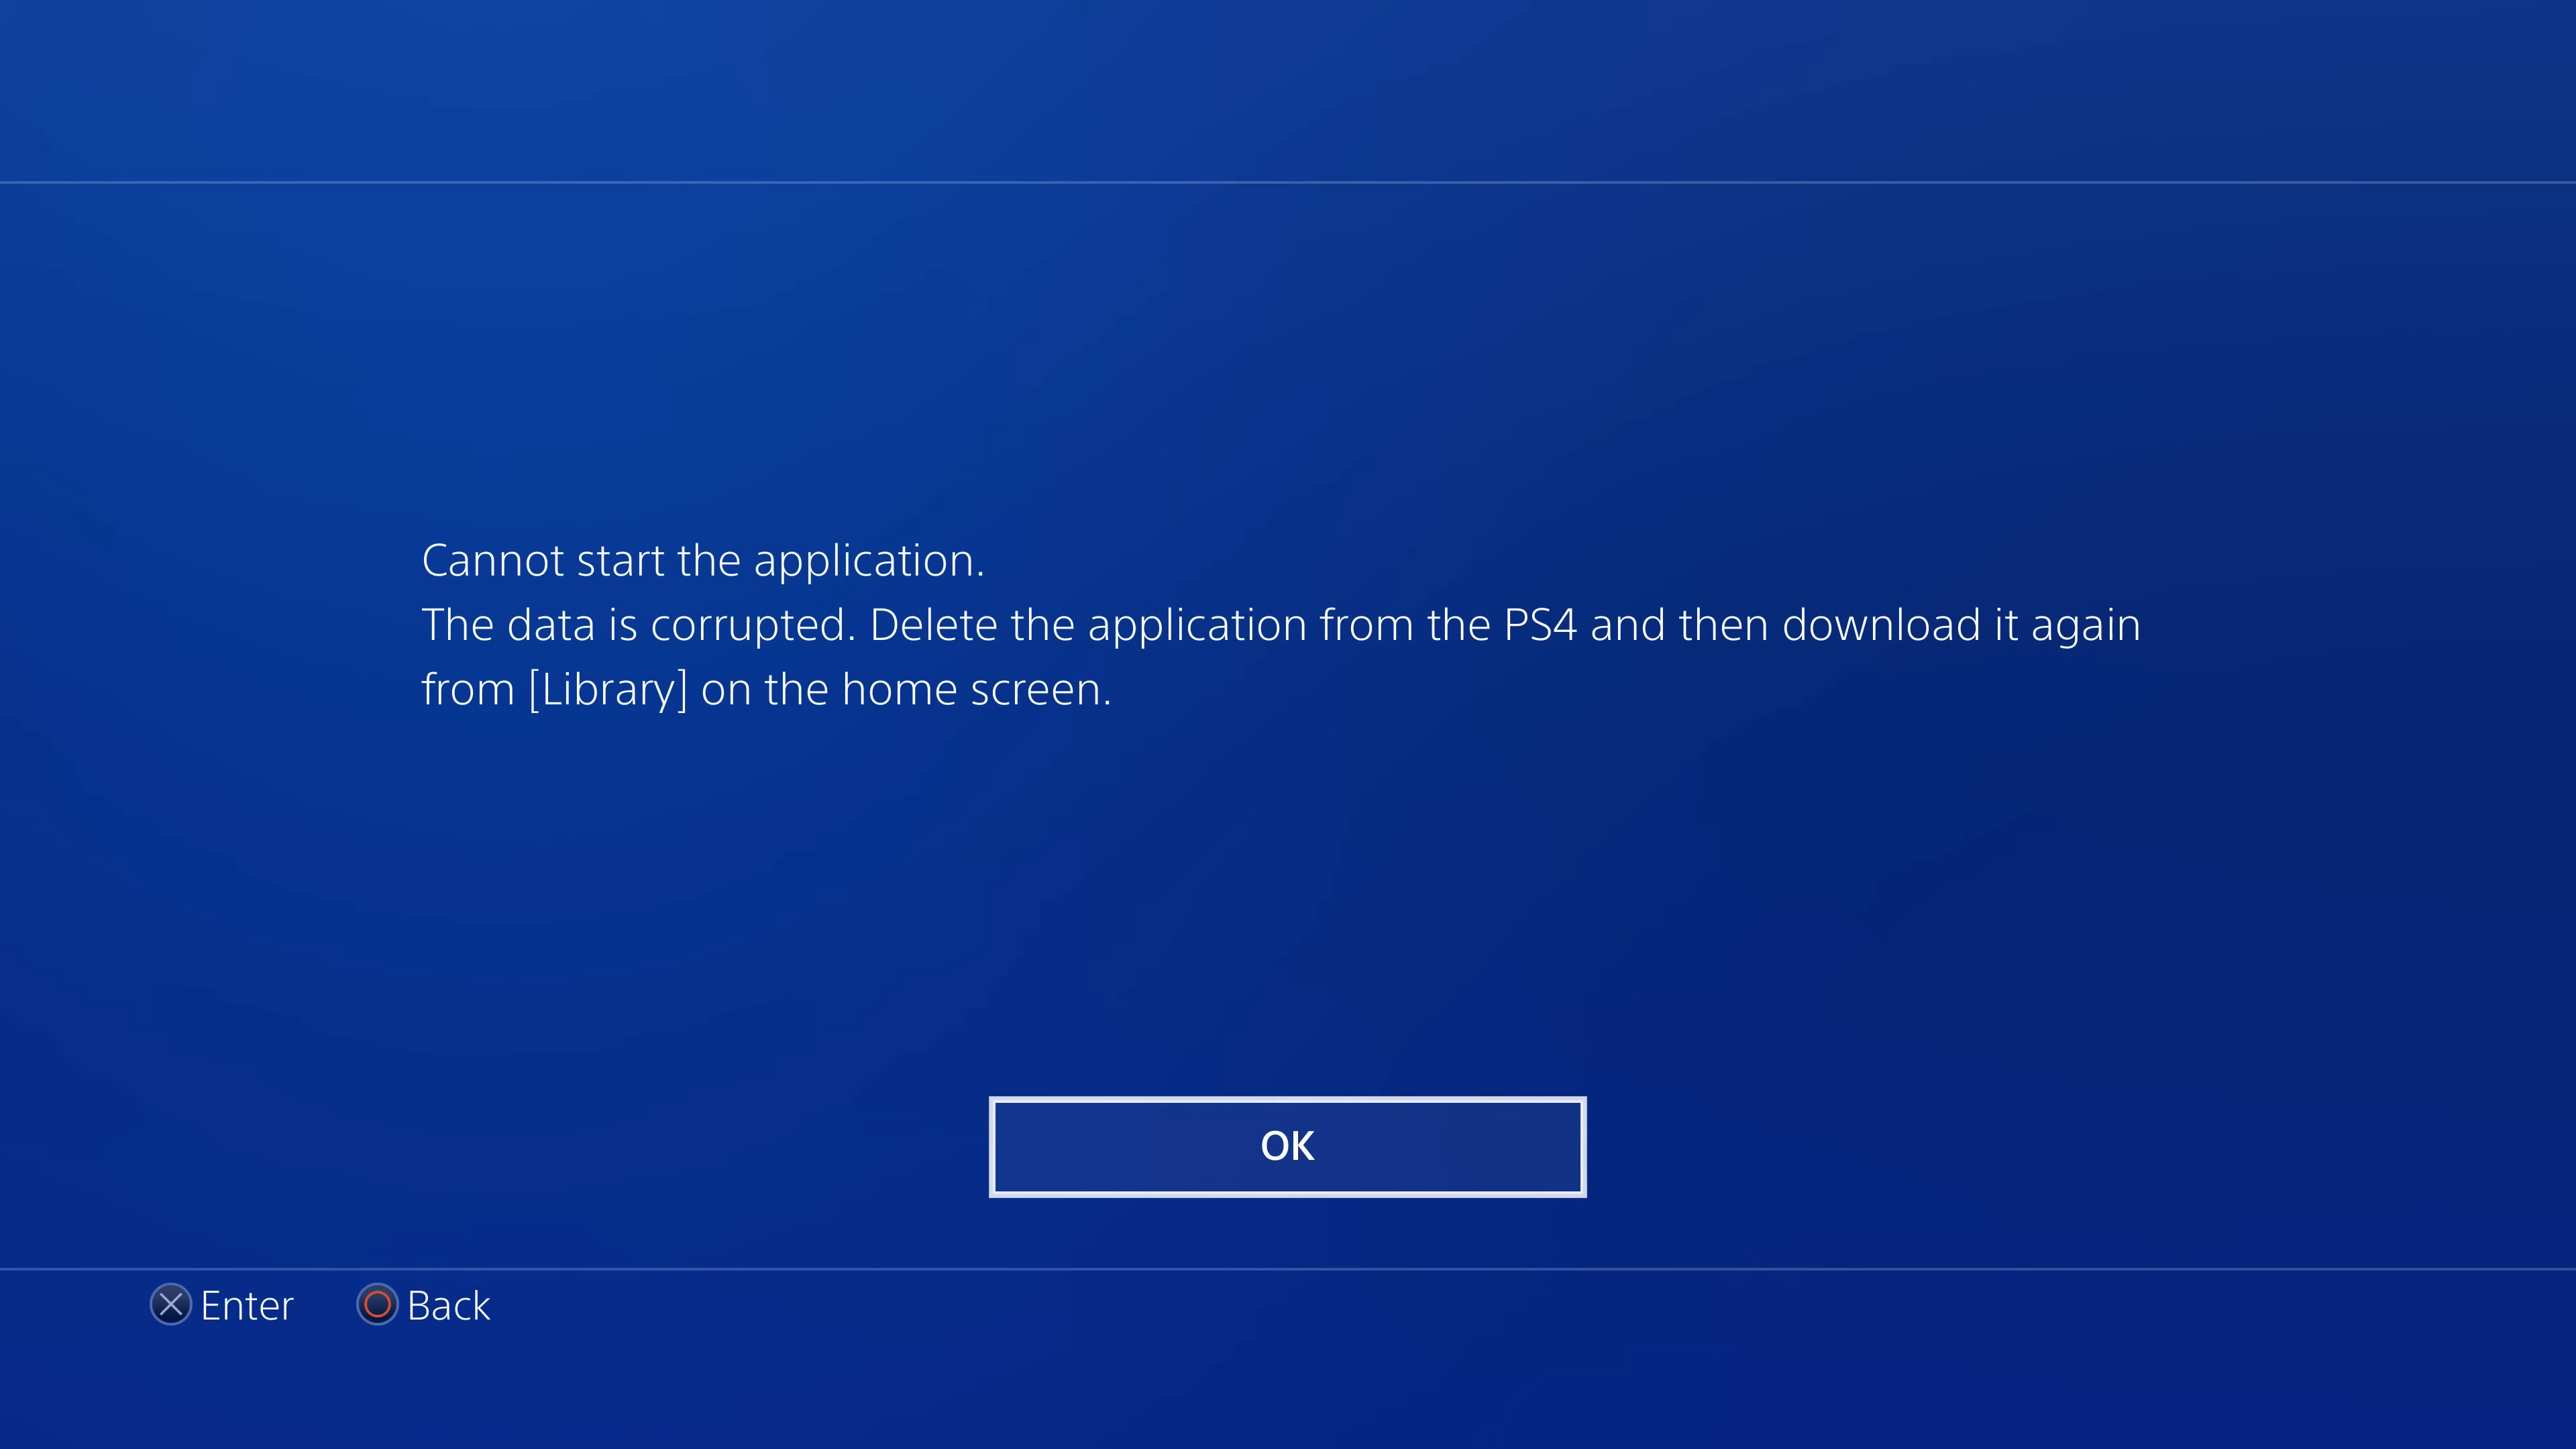 Cannot start the application.
The data is corrupted. Delete the application from the PS4 and then download it again
from [Library] on the home screen.
OK
Enter Back